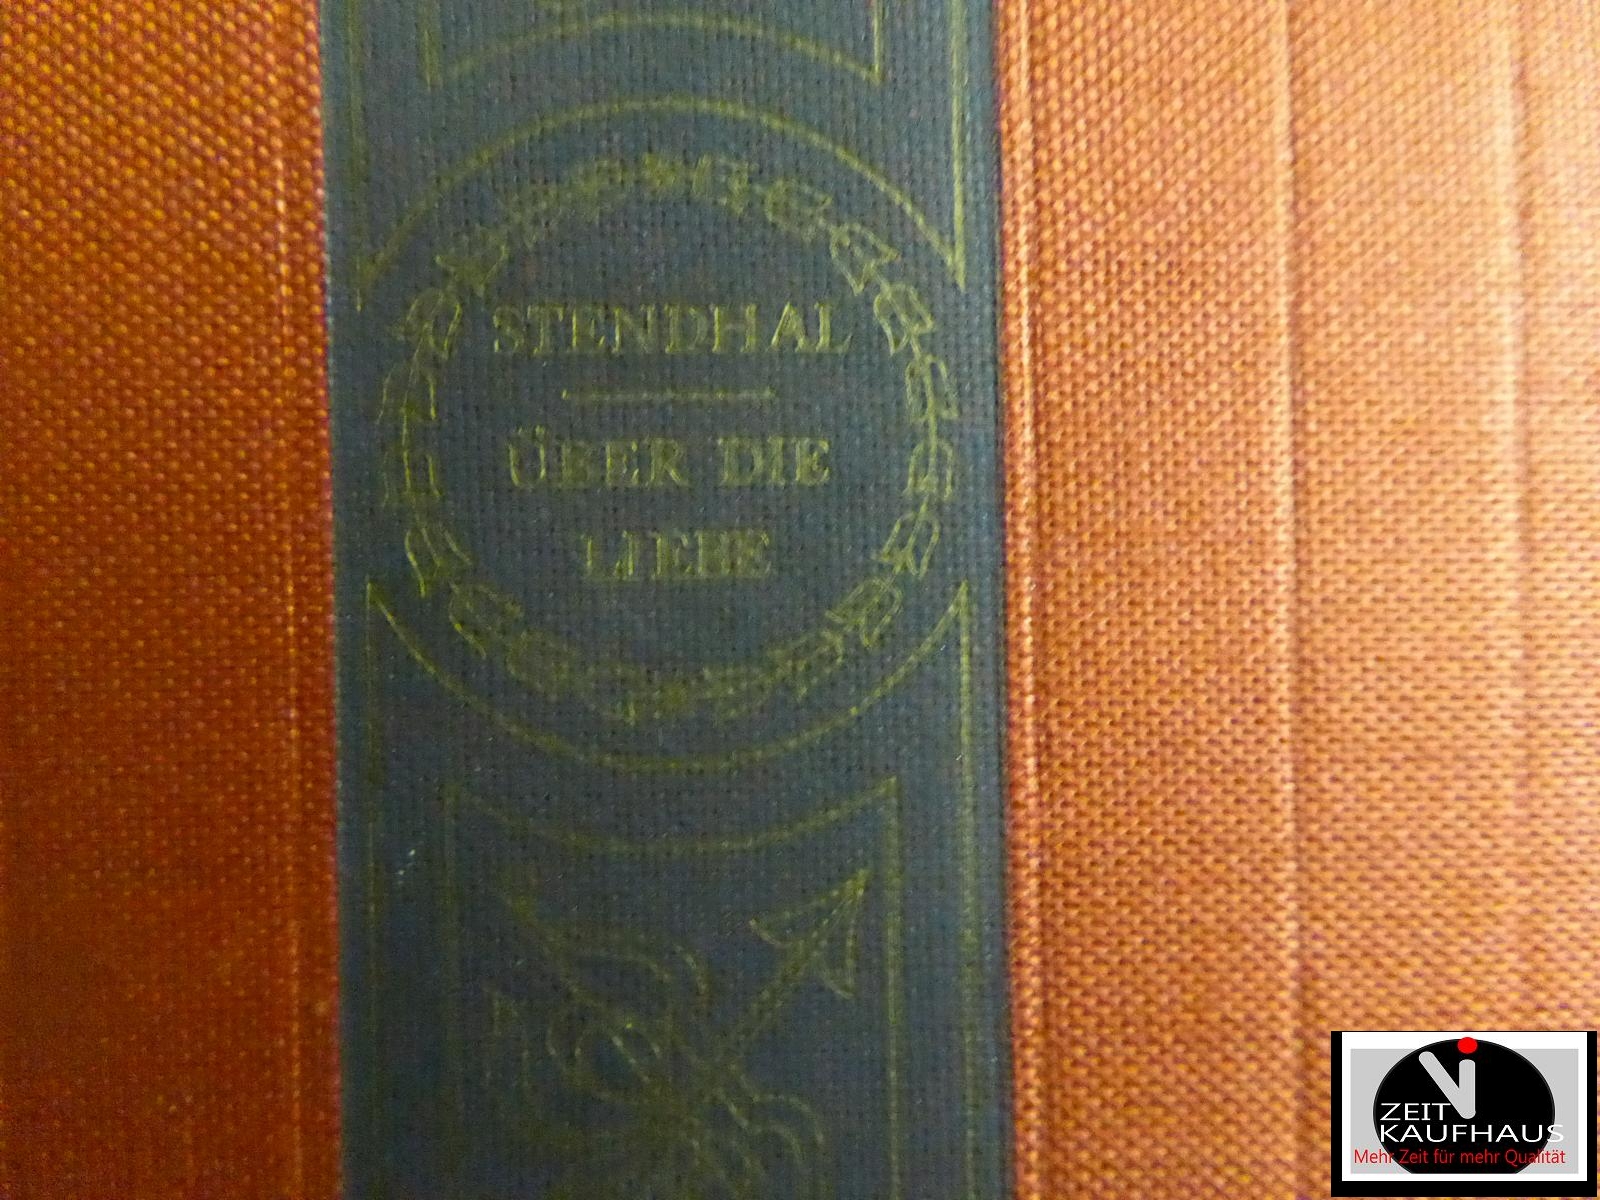 STENDHAL
ÜBER DIE
LIEBE
ZEIT
KAUFHAUS
Mehr Zeit für mehr Qualität